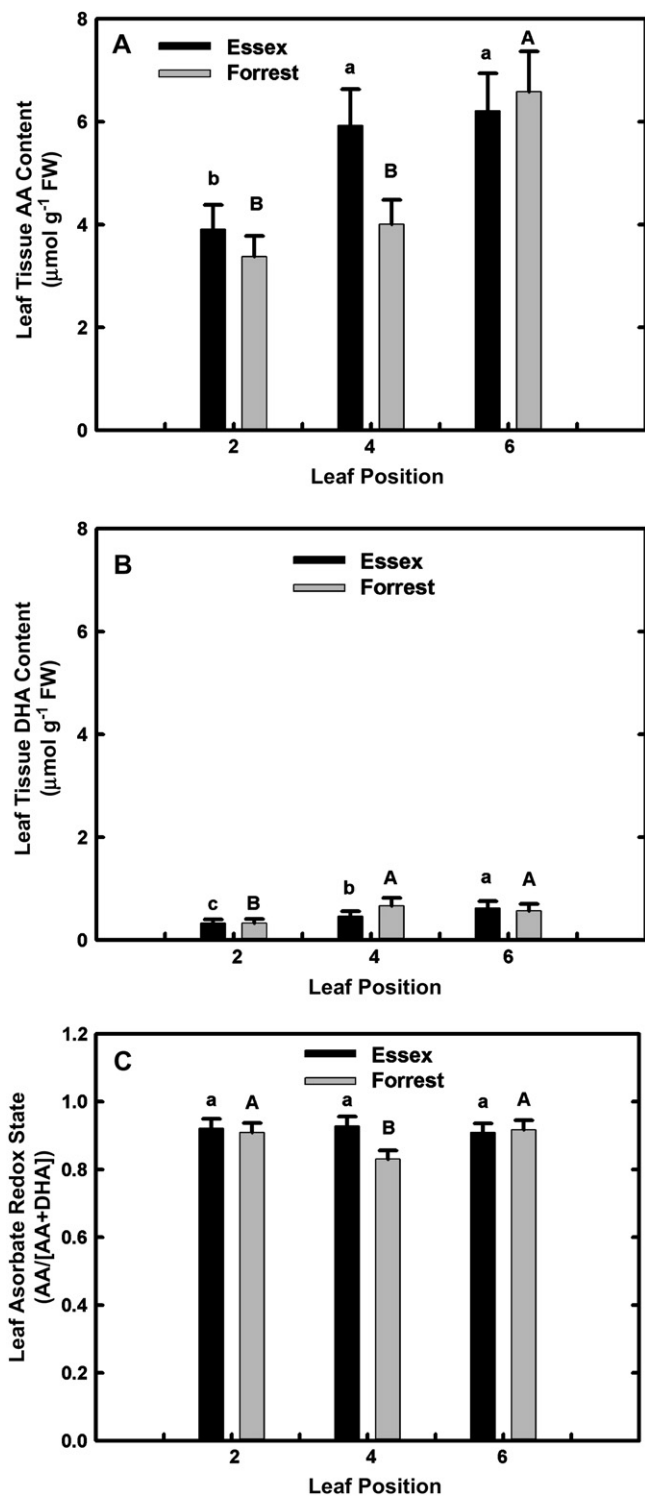 A
Essex
Forrest
Leaf Tissue AA Content
(μmol g⁻¹ FW)
8
6
4
2
0
b
B
a
B
a
A
2
4
6
Leaf Position
B
Essex
Forrest
Leaf Tissue DHA Content
(μmol g⁻¹ FW)
8
6
4
2
0
c
B
b
A
a
A
2
4
6
Leaf Position
C
Essex
Forrest
Leaf Asorbate Redox State
(AA/[AA+DHA])
1.2
1.0
0.8
0.6
0.4
0.2
0.0
a
A
a
B
a
A
2
4
6
Leaf Position